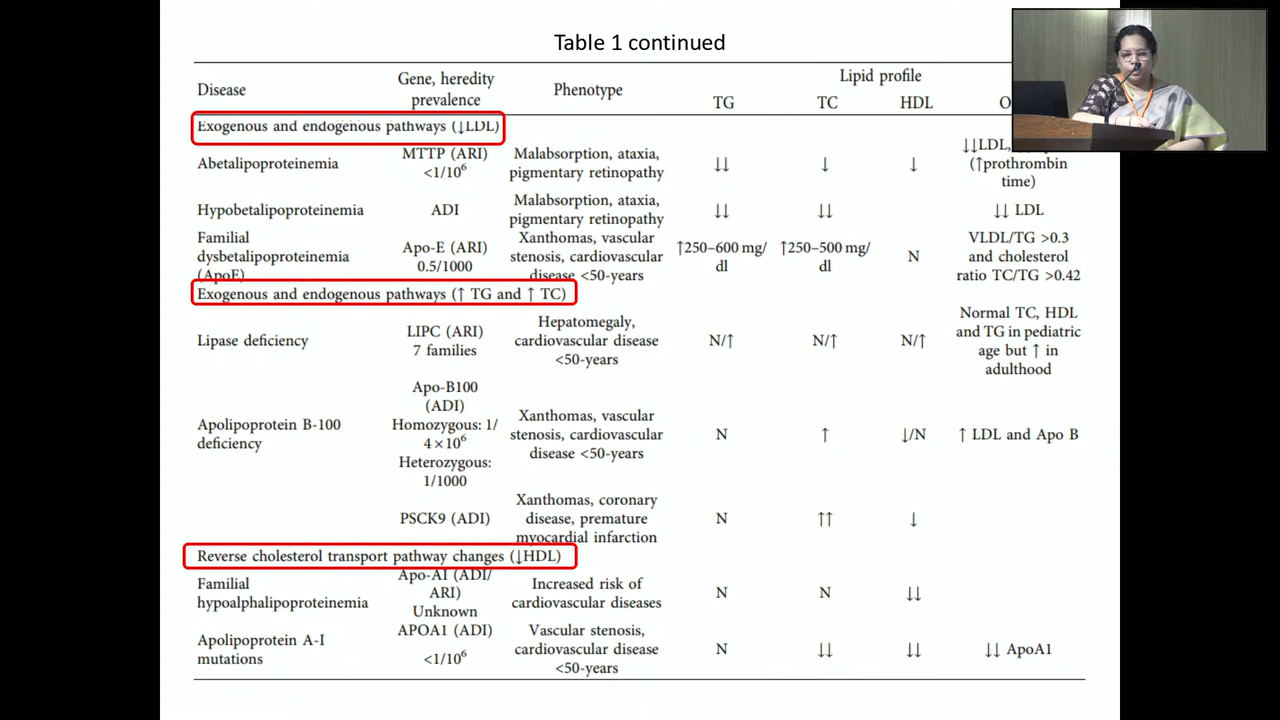 Table 1 continued
Disease
Gene, heredity
prevalence
Phenotype
Lipid profile
TG
TC
HDL
Exogenous and endogenous pathways (↓LDL)
Abetalipoproteinemia
MTTP (ARI)
<1/10⁶
Malabsorption, ataxia,
pigmentary retinopathy
↓↓
↓
↓
↓↓LDL,
(↑prothrombin
time)
Hypobetalipoproteinemia
ADI
Malabsorption, ataxia,
pigmentary retinopathy
↓↓
↓↓
↓↓ LDL
Familial
dysbetalipoproteinemia
(ApoE)
Apo-E (ARI)
0.5/1000
Xanthomas, vascular
stenosis, cardiovascular
disease <50-years
↑250–600 mg/
dl
↑250–500 mg/
dl
N
VLDL/TG >0.3
and cholesterol
ratio TC/TG >0.42
Exogenous and endogenous pathways (↑ TG and ↑ TC)
Lipase deficiency
LIPC (ARI)
7 families
Hepatomegaly,
cardiovascular disease
<50-years
N/↑
N/↑
N/↑
Normal TC, HDL
and TG in pediatric
age but ↑ in
adulthood
Apolipoprotein B-100
deficiency
Apo-B100
(ADI)
Homozygous: 1/
4 × 10⁶
Heterozygous:
1/1000
Xanthomas, vascular
stenosis, cardiovascular
disease <50-years
N
↑
↓/N
↑ LDL and Apo B
PSCK9 (ADI)
Xanthomas, coronary
disease, premature
myocardial infarction
N
↑↑
↓
Reverse cholesterol transport pathway changes (↓HDL)
Familial
hypoalphalipoproteinemia
Apo-AI (ADI/
ARI)
Unknown
Increased risk of
cardiovascular diseases
N
N
↓↓
Apolipoprotein A-I
mutations
APOA1 (ADI)
<1/10⁶
Vascular stenosis,
cardiovascular disease
<50-years
N
↓↓
↓↓
↓↓ ApoA1